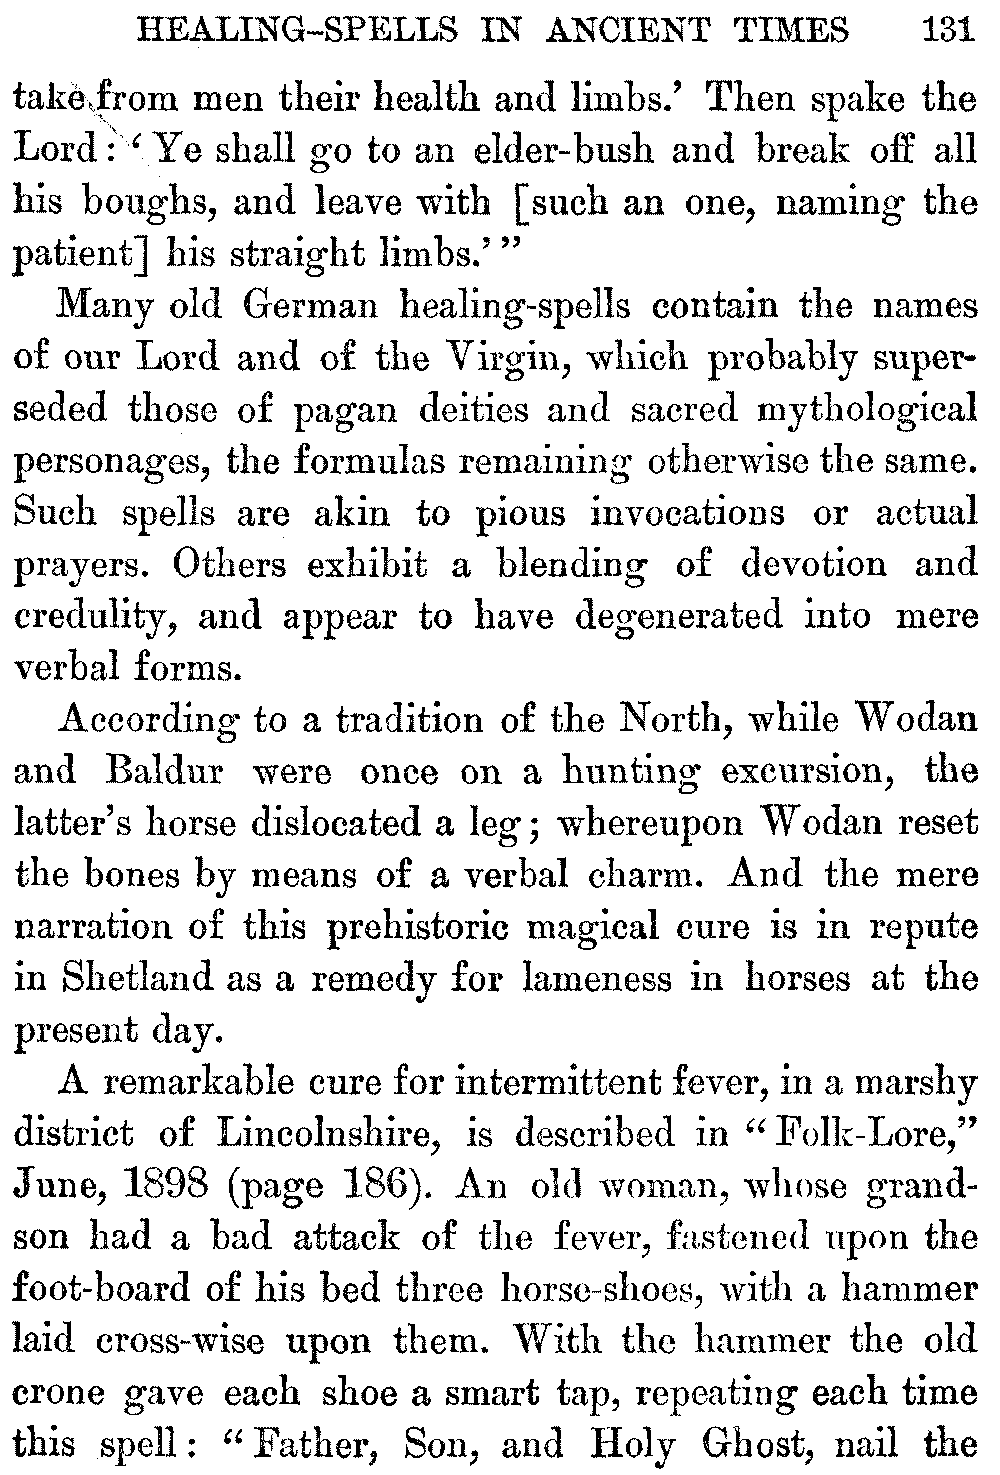 HEALING-SPELLS IN ANCIENT TIMES 131
take from men their health and limbs.' Then spake the
Lord: 'Ye shall go to an elder-bush and break off all
his boughs, and leave with [such an one, naming the
patient] his straight limbs.'"
Many old German healing-spells contain the names
of our Lord and of the Virgin, which probably super-
seded those of pagan deities and sacred mythological
personages, the formulas remaining otherwise the same.
Such spells are akin to pious invocations or actual
prayers. Others exhibit a blending of devotion and
credulity, and appear to have degenerated into mere
verbal forms.
According to a tradition of the North, while Wodan
and Baldur were once on a hunting excursion, the
latter's horse dislocated a leg; whereupon Wodan reset
the bones by means of a verbal charm. And the mere
narration of this prehistoric magical cure is in repute
in Shetland as a remedy for lameness in horses at the
present day.
A remarkable cure for intermittent fever, in a marshy
district of Lincolnshire, is described in "Folk-Lore,"
June, 1898 (page 186). An old woman, whose grand-
son had a bad attack of the fever, fastened upon the
foot-board of his bed three horse-shoes, with a hammer
laid cross-wise upon them. With the hammer the old
crone gave each shoe a smart tap, repeating each time
this spell: "Father, Son, and Holy Ghost, nail the